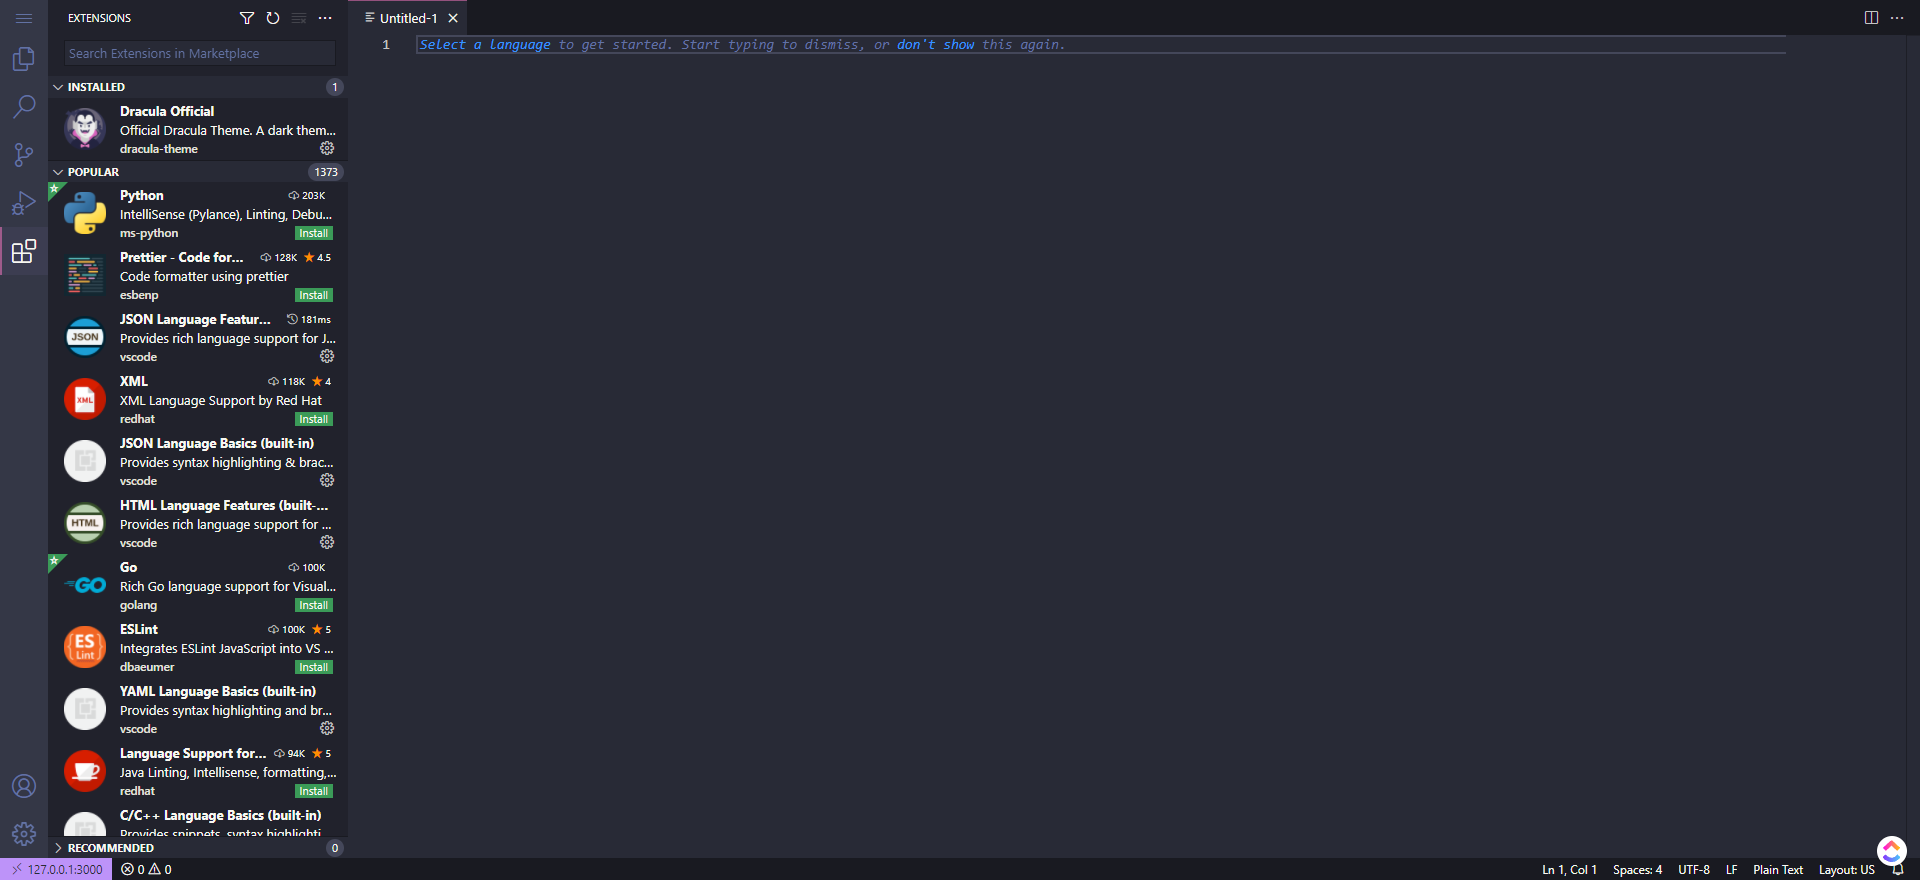 EXTENSIONS
Search Extensions in Marketplace
INSTALLED 1
Dracula Official
Official Dracula Theme. A dark them...
dracula-theme
POPULAR 1373
Python 203K
IntelliSense (Pylance), Linting, Debu...
ms-python Install
Prettier - Code for... 128K 4.5
Code formatter using prettier
esbenp Install
JSON Language Featur... 181ms
Provides rich language support for J...
vscode
JSON
XML 118K 4
XML Language Support by Red Hat
redhat Install
XML
JSON Language Basics (built-in)
Provides syntax highlighting & brac...
vscode
HTML Language Features (built-...
Provides rich language support for ...
vscode
HTML
Go 100K
Rich Go language support for Visual...
golang Install
GO
ESLint 100K 5
Integrates ESLint JavaScript into VS ...
dbaeumer Install
ES
Lint
YAML Language Basics (built-in)
Provides syntax highlighting and br...
vscode
Language Support for... 94K 5
Java Linting, Intellisense, formatting,...
redhat Install
C/C++ Language Basics (built-in)
Provides snippets, syntax highlighti
RECOMMENDED 0
Untitled-1
1 Select a language to get started. Start typing to dismiss, or don't show this again.
127.0.0.1:3000 0 0
Ln 1, Col 1 Spaces: 4 UTF-8 LF Plain Text Layout: US